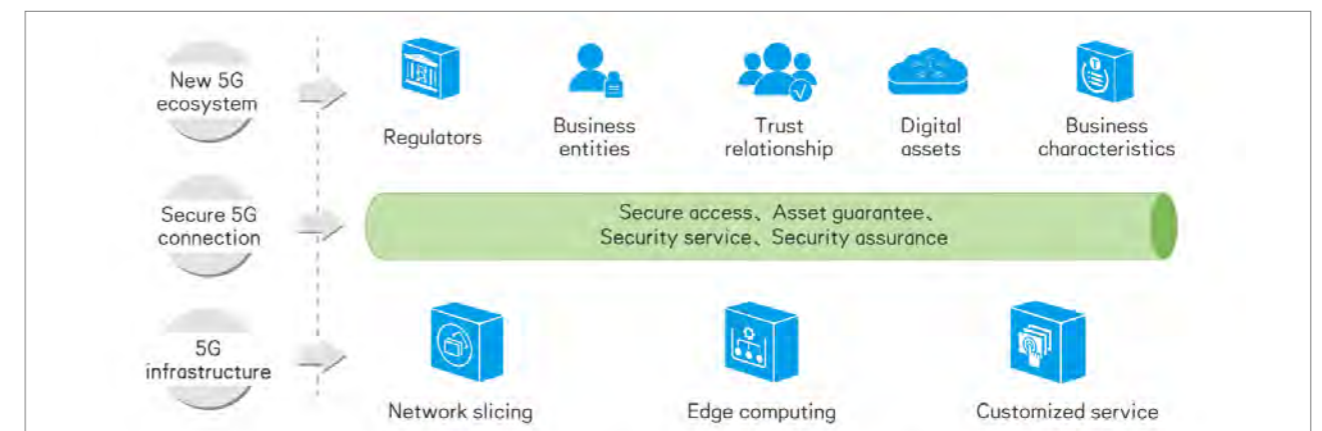 New 5G
ecosystem
Regulators
Business
entities
Trust
relationship
Digital
assets
Business
characteristics
Secure 5G
connection
Secure access、Asset guarantee、
Security service、Security assurance
5G
infrastructure
Network slicing
Edge computing
Customized service